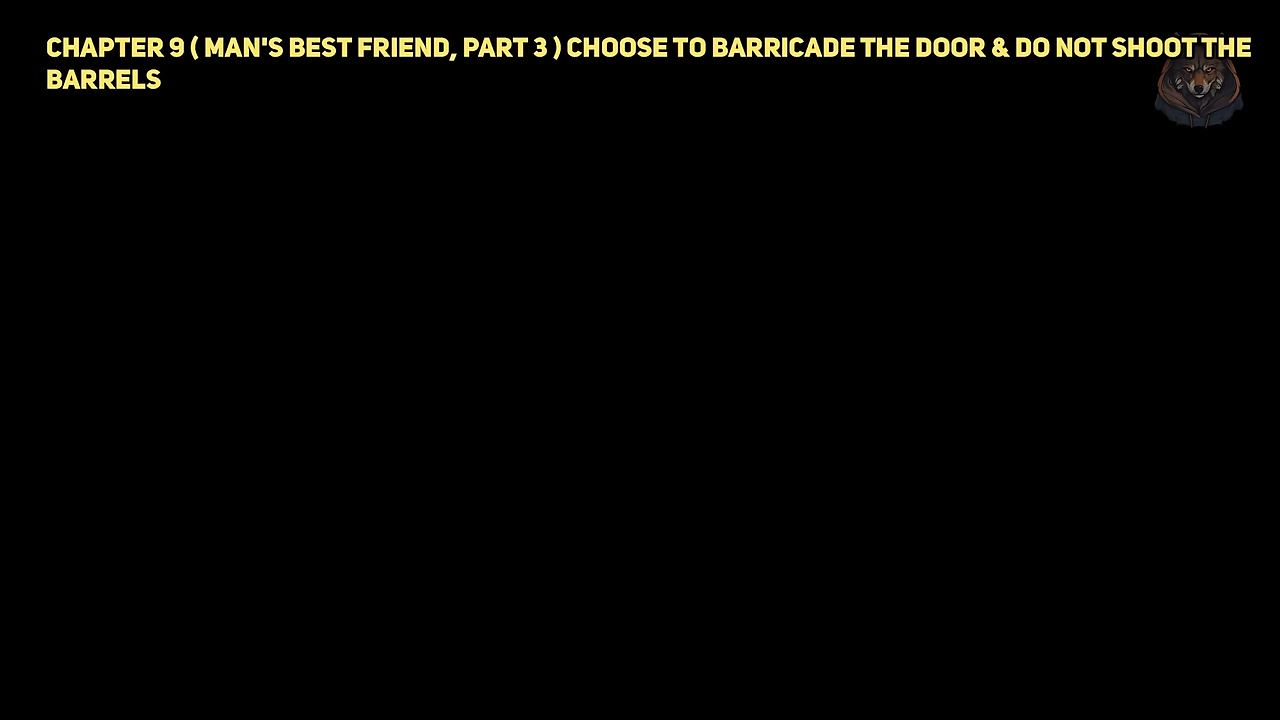 CHAPTER 9 ( MAN'S BEST FRIEND, PART 3 ) CHOOSE TO BARRICADE THE DOOR & DO NOT SHOOT THE
BARRELS